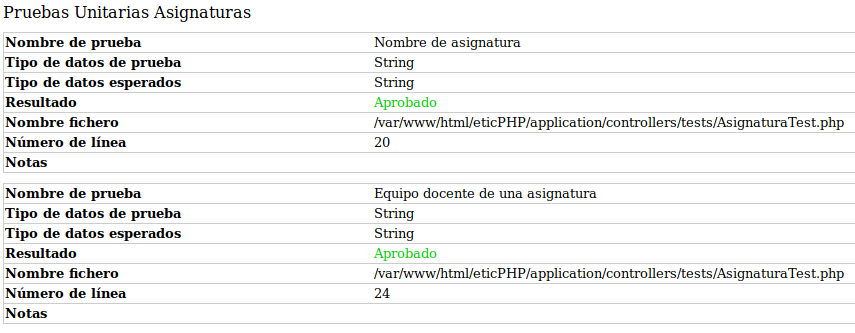 Pruebas Unitarias Asignaturas
Nombre de prueba Nombre de asignatura
Tipo de datos de prueba String
Tipo de datos esperados String
Resultado Aprobado
Nombre fichero /var/www/html/eticPHP/application/controllers/tests/AsignaturaTest.php
Número de línea 20
Notas
Nombre de prueba Equipo docente de una asignatura
Tipo de datos de prueba String
Tipo de datos esperados String
Resultado Aprobado
Nombre fichero /var/www/html/eticPHP/application/controllers/tests/AsignaturaTest.php
Número de línea 24
Notas